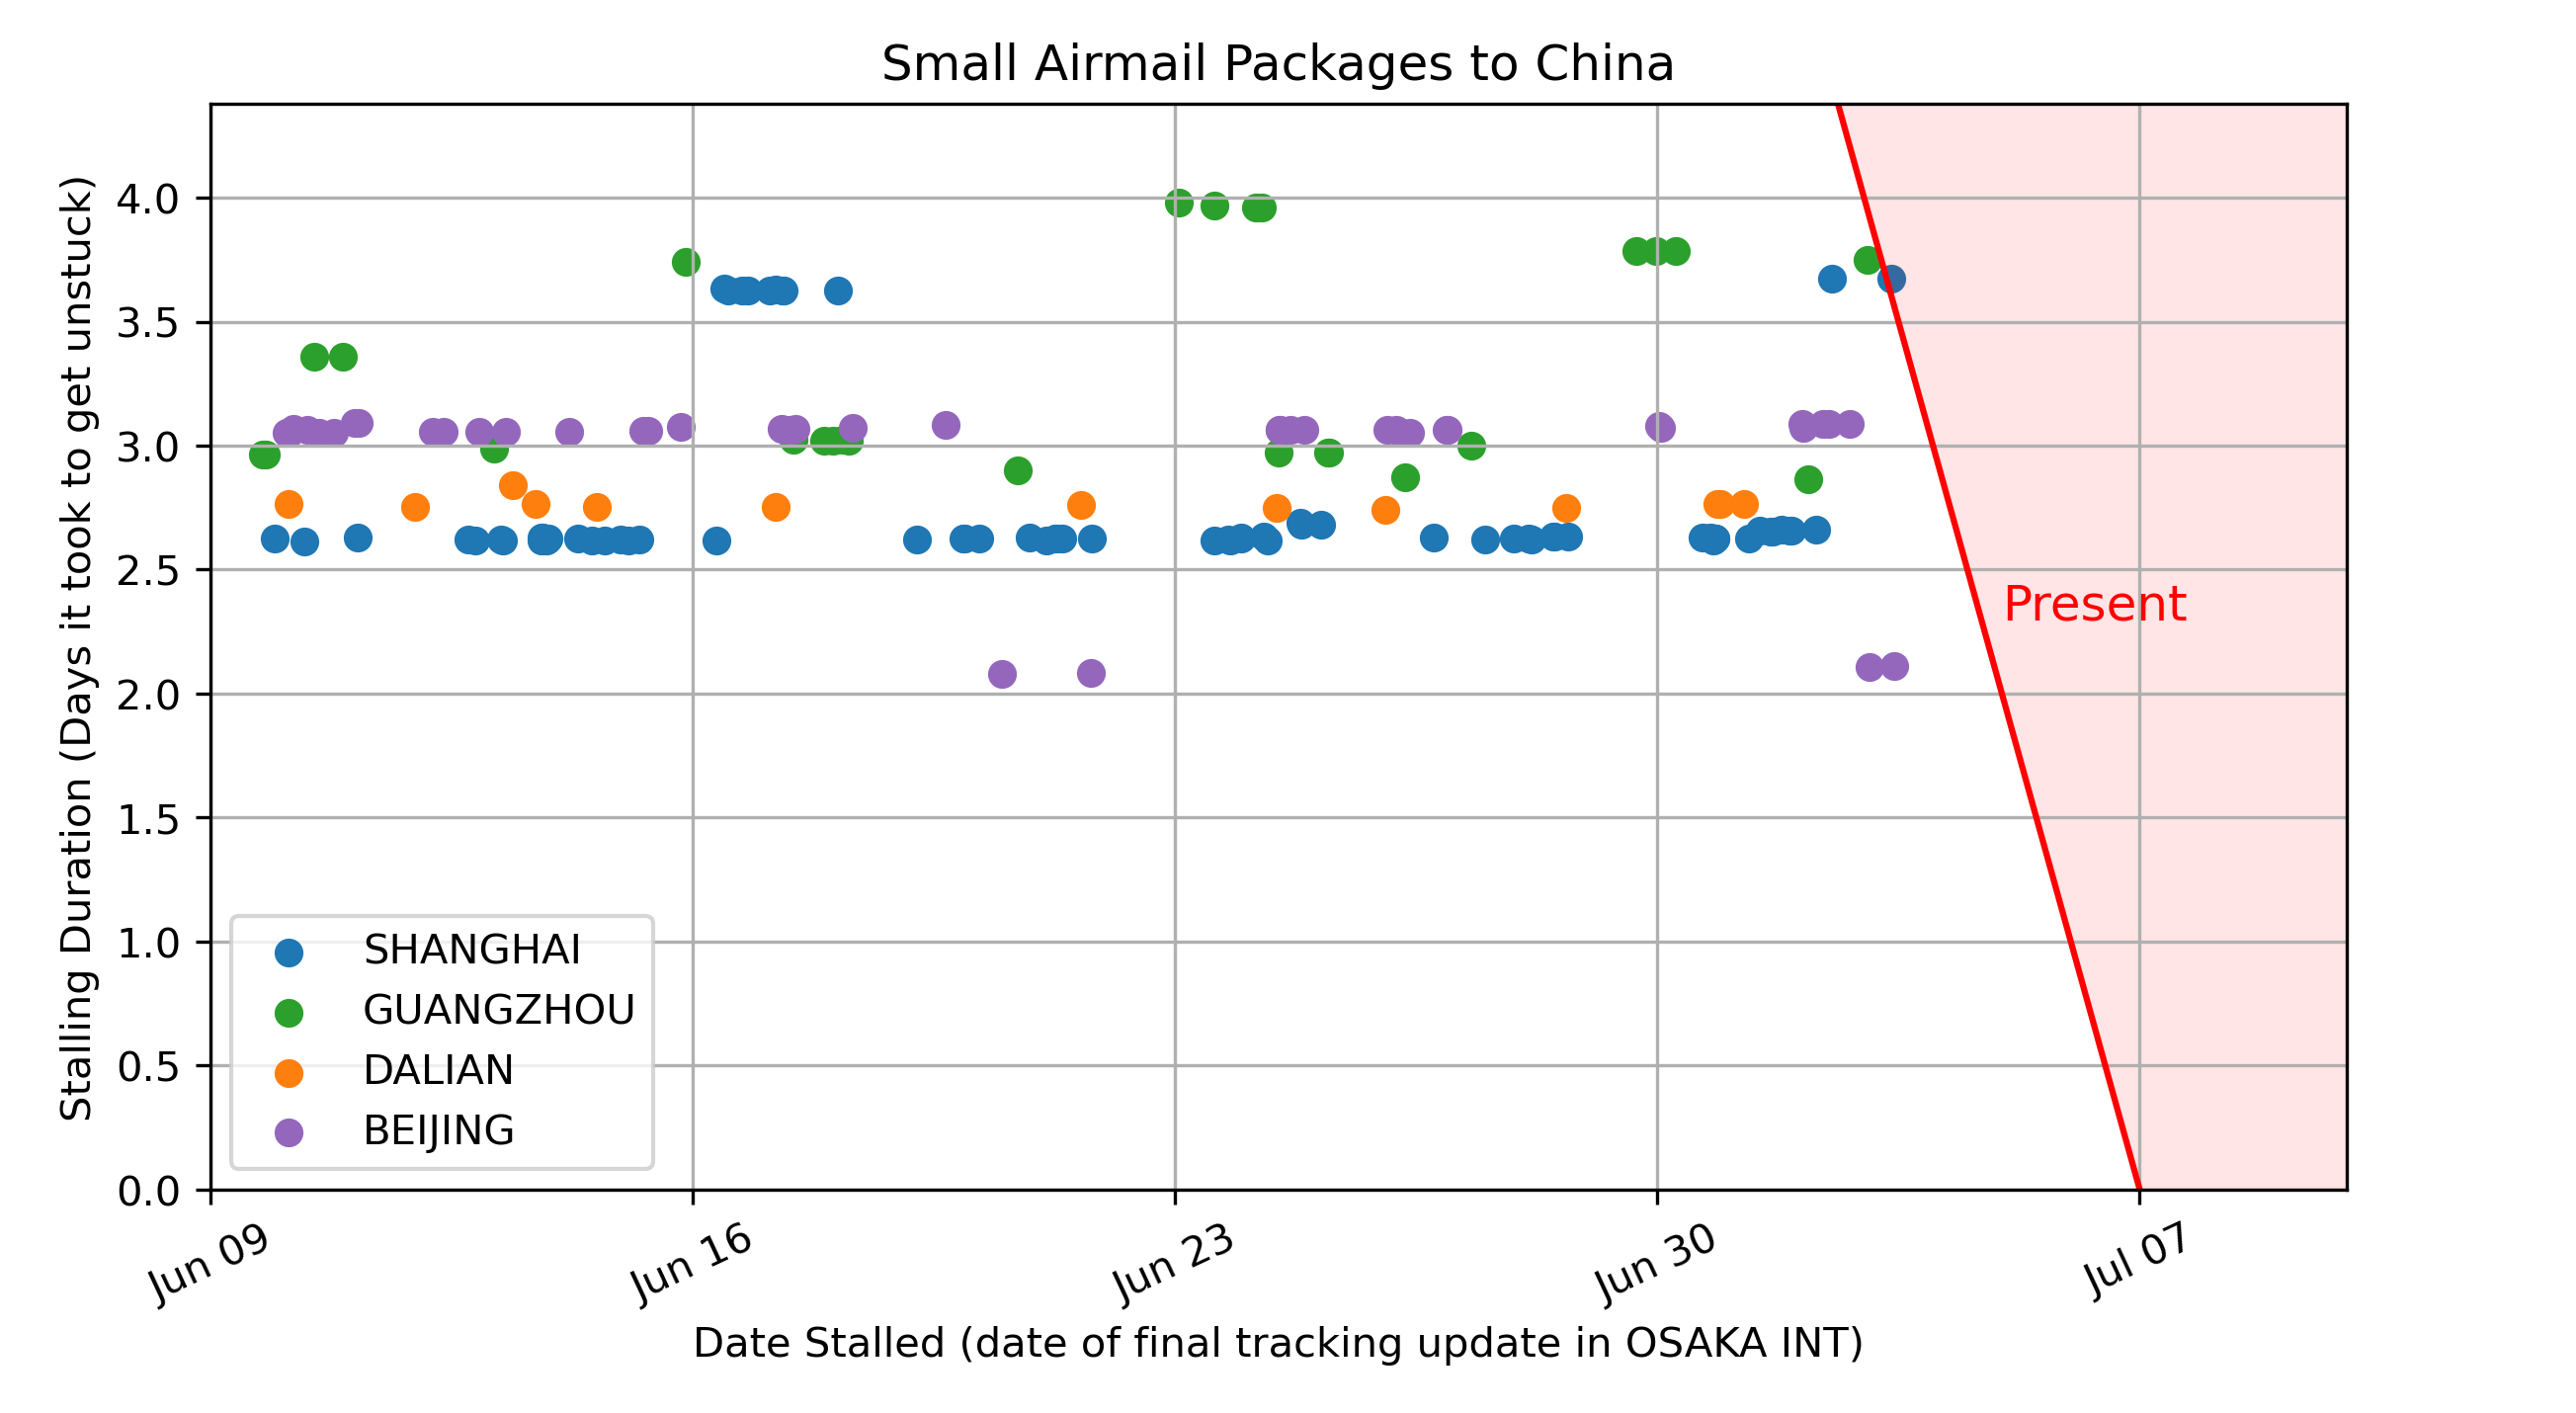 Small Airmail Packages to China
Stalling Duration (Days it took to get unstuck)
4.0
3.5
3.0
2.5
2.0
1.5
1.0
0.5
0.0
Present
SHANGHAI
GUANGZHOU
DALIAN
BEIJING
Jun 09
Jun 16
Jun 23
Jun 30
Jul 07
Date Stalled (date of final tracking update in OSAKA INT)